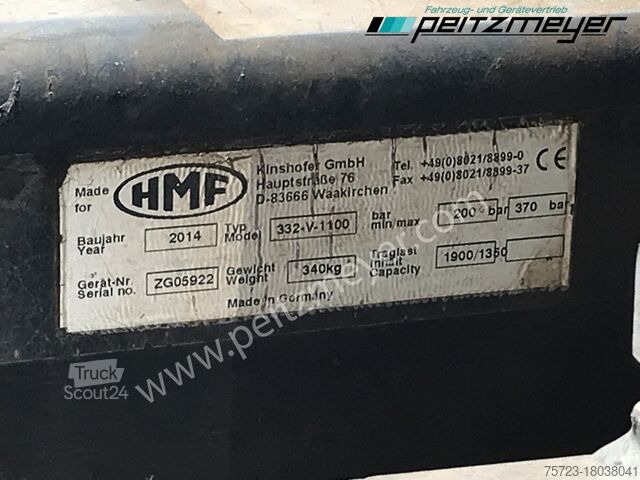 Fahrzeug- und Gerätevertrieb
PEITZMEYER
Made for
HMF
Kinshofer GmbH
Hauptstraße 76
D-83666 Waakirchen
Tel. +49(0)8021/8899-0
Fax +49(0)8021/8899-37
CE
Baujahr Year 2014
Typ Model 332-V-1100
bar min/max 200 bar 370 bar
Gerät-Nr. Serial no. ZG05922
Gewicht Weight 340kg
Traglast Inhalt Capacity 1900/1350
Made in Germany
www.peitzmeyer.com
Truck
Scout24
75723-18038041